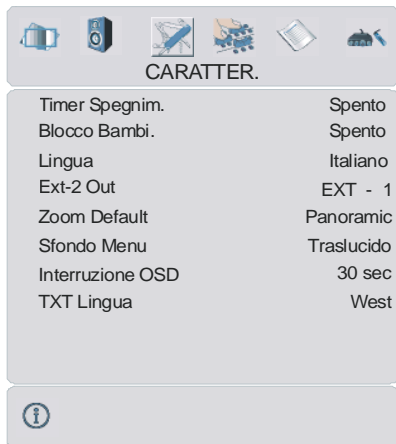 CARATTER.
Timer Spegnim. Spento
Blocco Bambi. Spento
Lingua Italiano
Ext-2 Out EXT - 1
Zoom Default Panoramic
Sfondo Menu Traslucido
Interruzione OSD 30 sec
TXT Lingua West